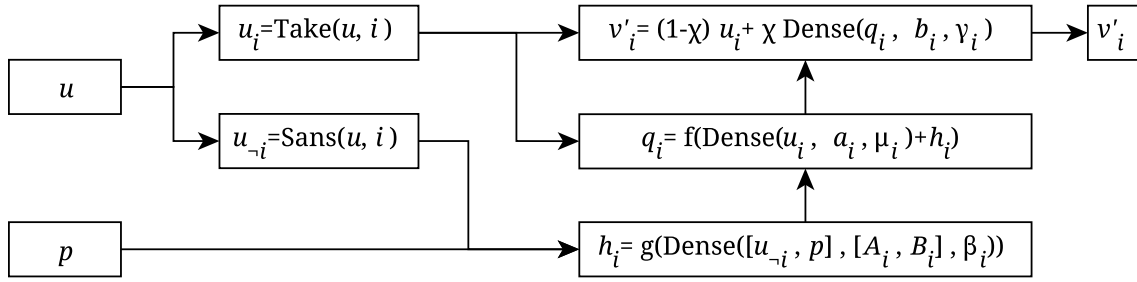 u
p
u_i=Take(u, i )
u_¬i=Sans(u, i )
v'_i= (1-χ) u_i+ χ Dense(q_i , b_i , γ_i )
q_i= f(Dense(u_i , a_i , μ_i )+h_i)
h_i= g(Dense([u_¬i , p] , [A_i , B_i] , β_i))
v'_i